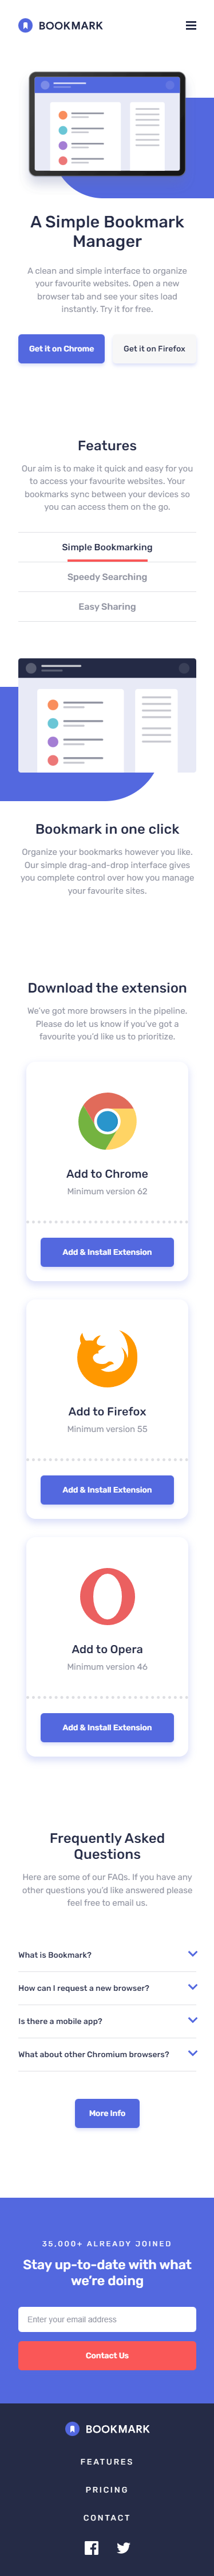 BOOKMARK
A Simple Bookmark
Manager
A clean and simple interface to organize
your favourite websites. Open a new
browser tab and see your sites load
instantly. Try it for free.
Get it on Chrome
Get it on Firefox
Features
Our aim is to make it quick and easy for you
to access your favourite websites. Your
bookmarks sync between your devices so
you can access them on the go.
Simple Bookmarking
Speedy Searching
Easy Sharing
Bookmark in one click
Organize your bookmarks however you like.
Our simple drag-and-drop interface gives
you complete control over how you manage
your favourite sites.
Download the extension
We've got more browsers in the pipeline.
Please do let us know if you've got a
favourite you'd like us to prioritize.
Add to Chrome
Minimum version 62
Add & Install Extension
Add to Firefox
Minimum version 55
Add & Install Extension
Add to Opera
Minimum version 46
Add & Install Extension
Frequently Asked
Questions
Here are some of our FAQs. If you have any
other questions you'd like answered please
feel free to email us.
What is Bookmark?
How can I request a new browser?
Is there a mobile app?
What about other Chromium browsers?
More Info
35,000+ ALREADY JOINED
Stay up-to-date with what
we're doing
Enter your email address
Contact Us
BOOKMARK
FEATURES
PRICING
CONTACT